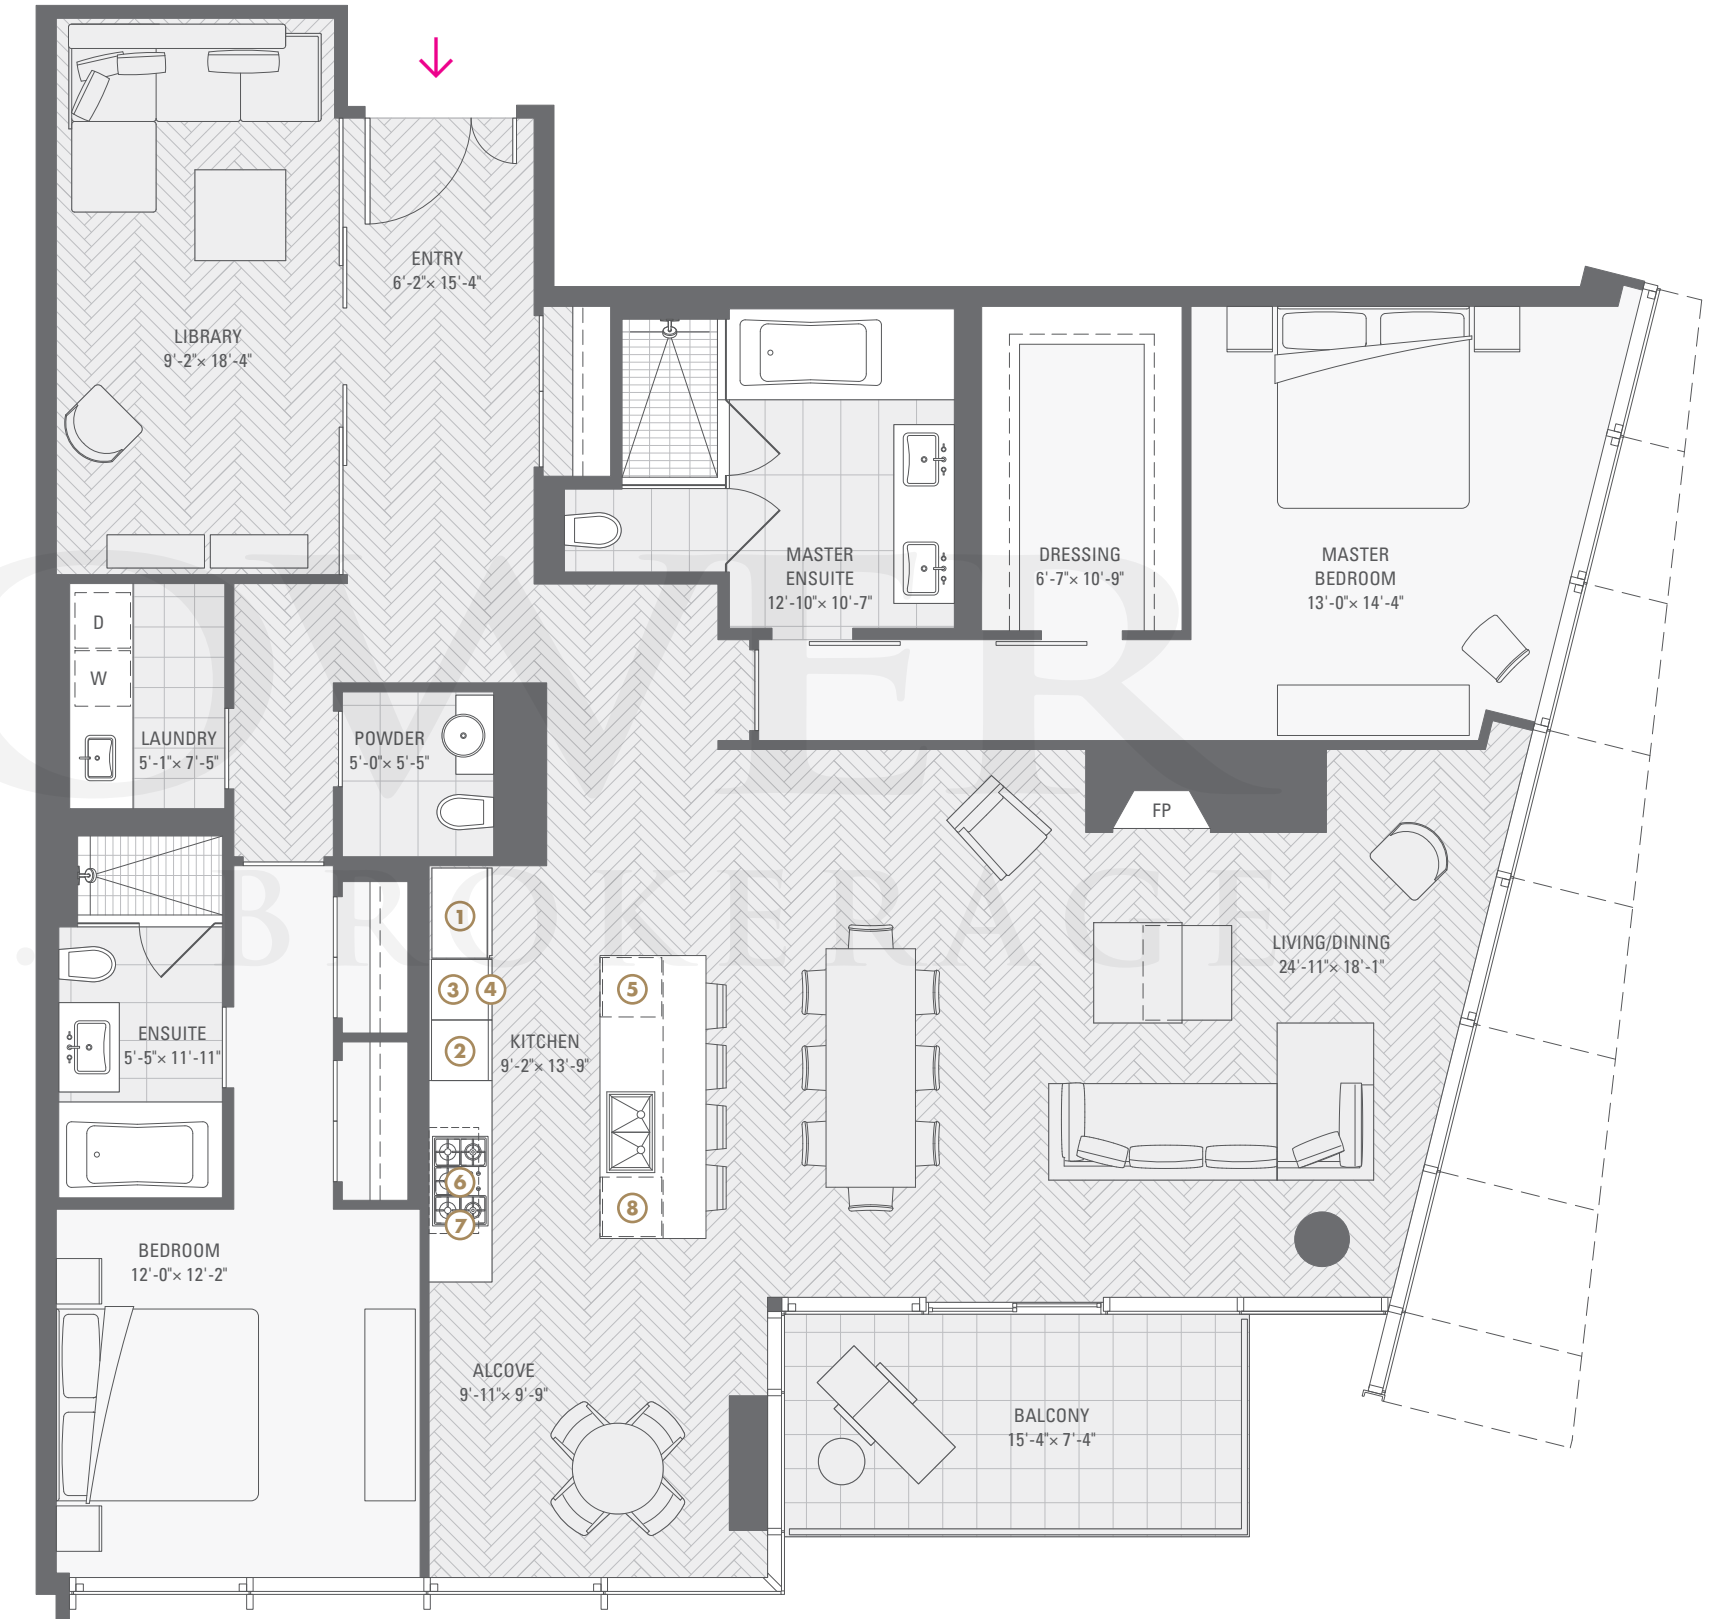 ENTRY
6'-2"× 15'-4"
LIBRARY
9'-2"× 18'-4"
MASTER
ENSUITE
12'-10"× 10'-7"
DRESSING
6'-7"× 10'-9"
MASTER
BEDROOM
13'-0"× 14'-4"
D
W
LAUNDRY
5'-1"× 7'-5"
POWDER
5'-0"× 5'-5"
FP
OWER
. BROKERAGE
1
3 4
2
5
6
7
8
KITCHEN
9'-2"× 13'-9"
LIVING/DINING
24'-11"× 18'-1"
ENSUITE
5'-5"× 11'-11"
BEDROOM
12'-0"× 12'-2"
ALCOVE
9'-11"× 9'-9"
BALCONY
15'-4"× 7'-4"